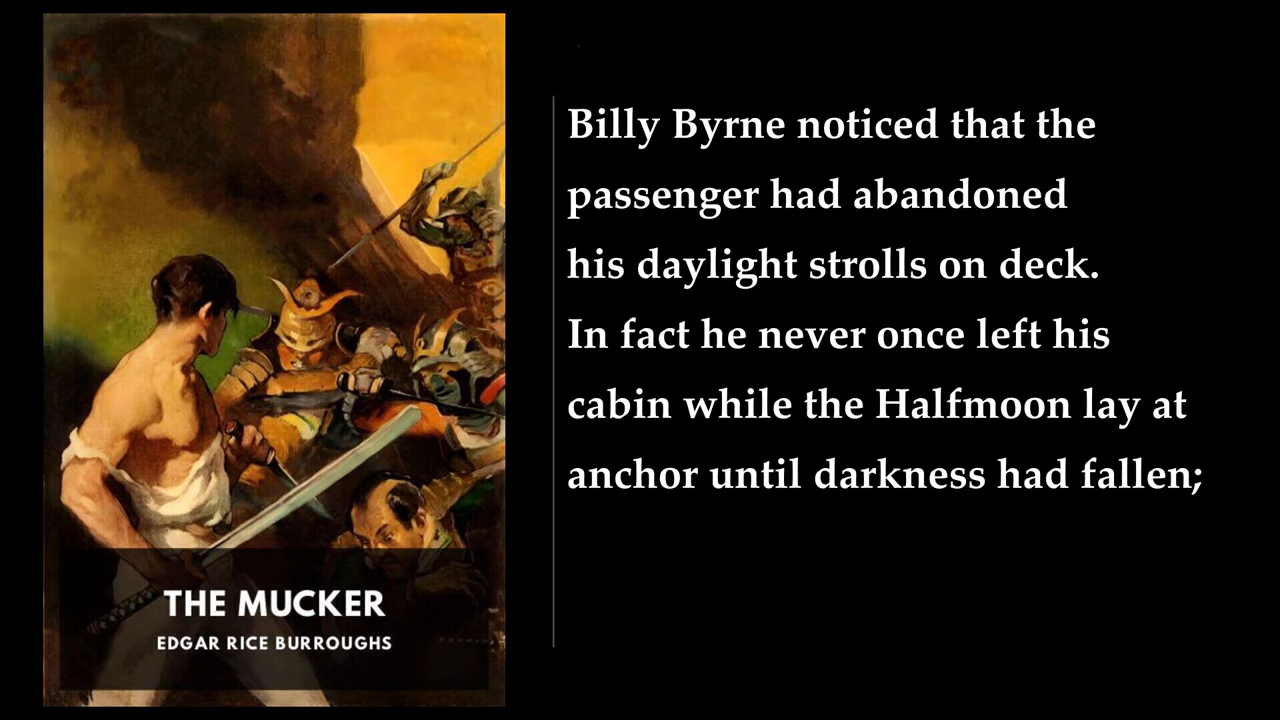 THE MUCKER
EDGAR RICE BURROUGHS
Billy Byrne noticed that the
passenger had abandoned
his daylight strolls on deck.
In fact he never once left his
cabin while the Halfmoon lay at
anchor until darkness had fallen;